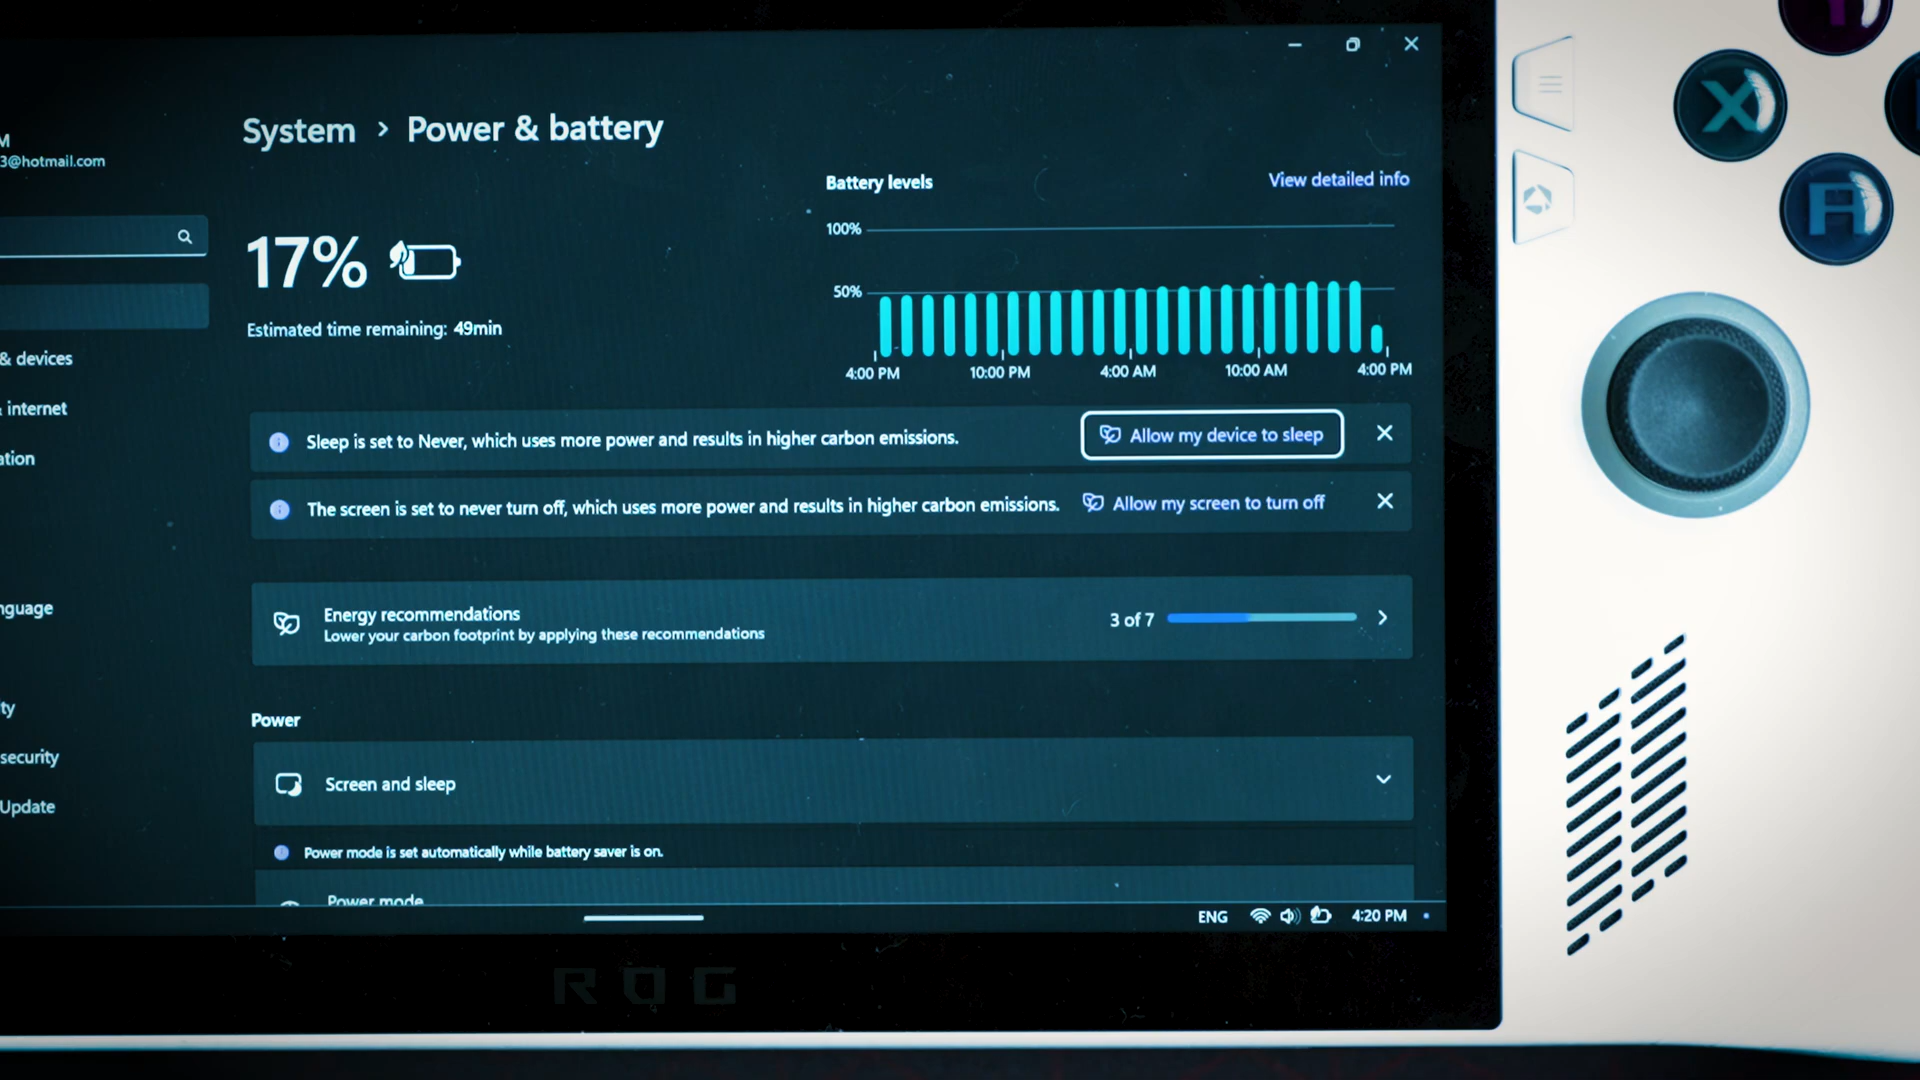 System > Power & battery
M
3@hotmail.com
Battery levels
View detailed info
100%
50%
4:00 PM
10:00 PM
4:00 AM
10:00 AM
4:00 PM
17%
Estimated time remaining: 49min
& devices
internet
ation
nguage
ty
security
Update
Sleep is set to Never, which uses more power and results in higher carbon emissions.
Allow my device to sleep
The screen is set to never turn off, which uses more power and results in higher carbon emissions.
Allow my screen to turn off
Energy recommendations
Lower your carbon footprint by applying these recommendations
3 of 7
Power
Screen and sleep
Power mode is set automatically while battery saver is on.
Power mode
ENG
4:20 PM
ROG
Y
X
A